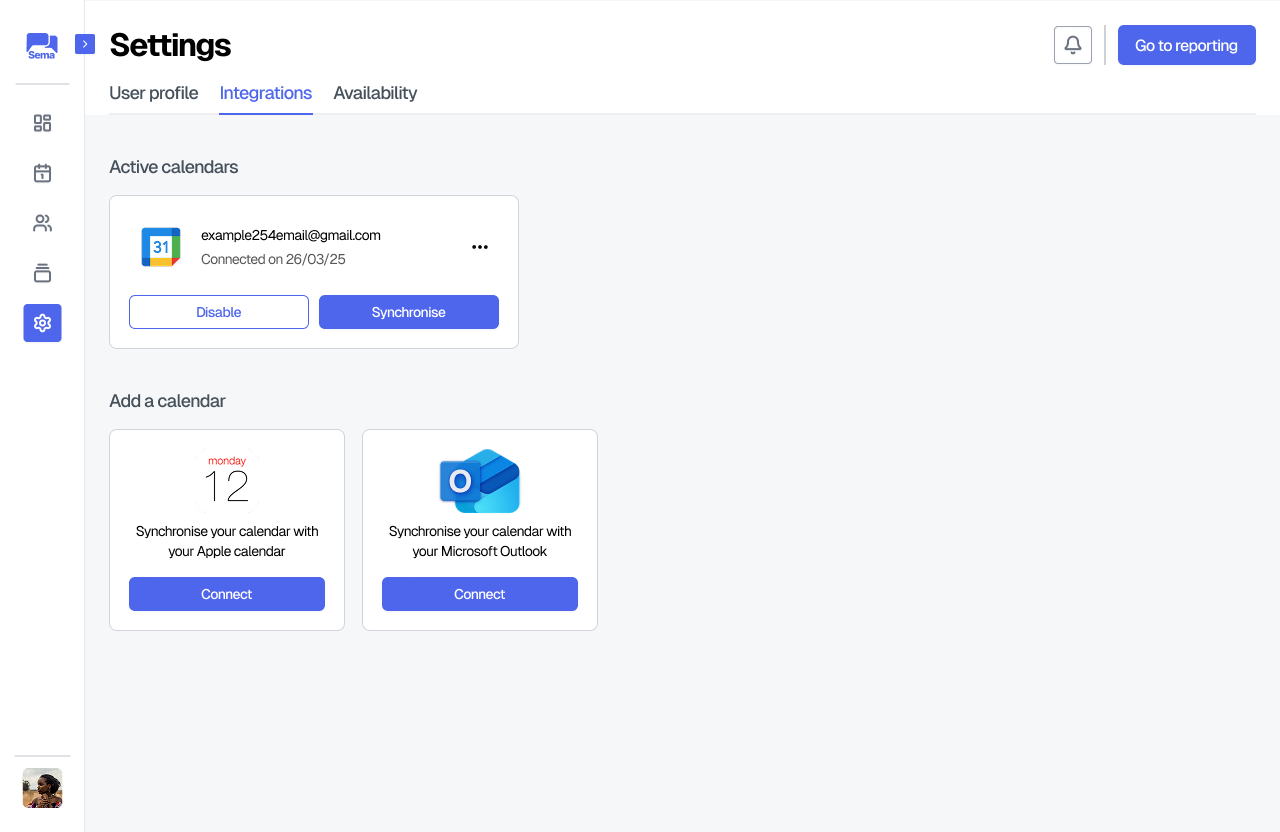 Sema
Settings
Go to reporting
User profile
Integrations
Availability
Active calendars
31
example254email@gmail.com
Connected on 26/03/25
Disable
Synchronise
Add a calendar
monday
12
Synchronise your calendar with
your Apple calendar
Connect
O
Synchronise your calendar with
your Microsoft Outlook
Connect